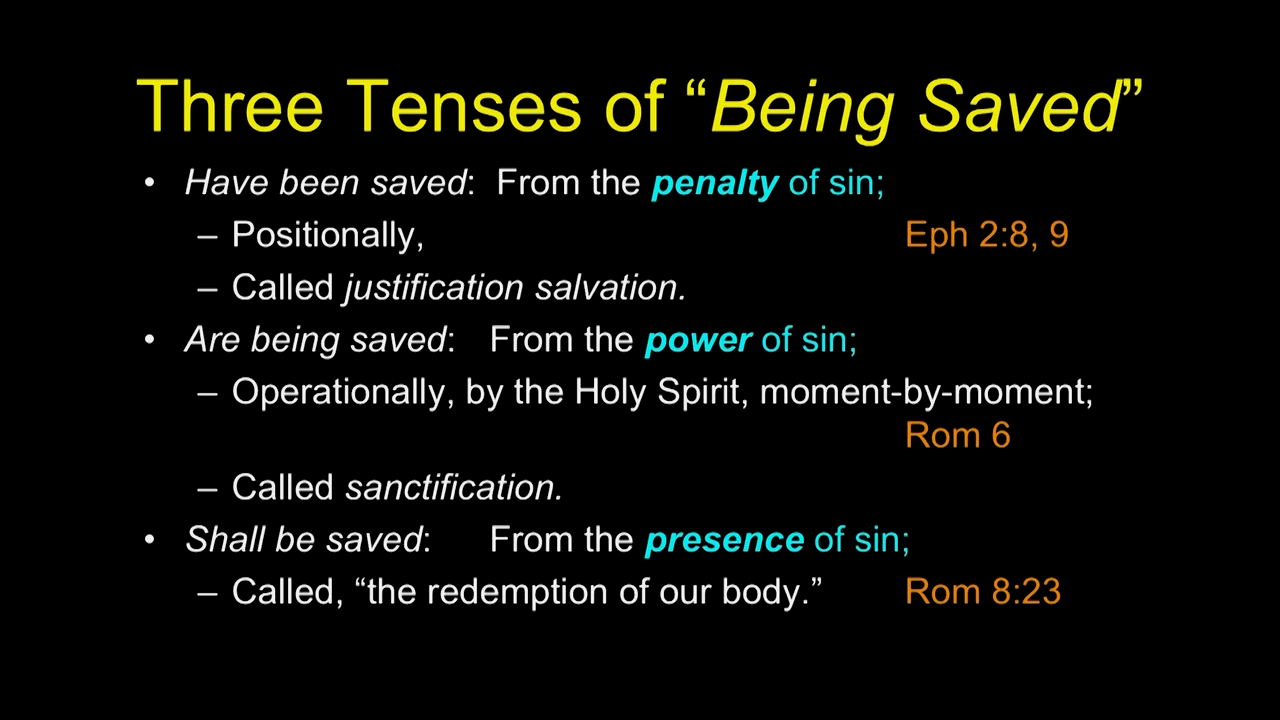 Three Tenses of “Being Saved”
• Have been saved: From the penalty of sin;
– Positionally, Eph 2:8, 9
– Called justification salvation.
• Are being saved: From the power of sin;
– Operationally, by the Holy Spirit, moment-by-moment;
Rom 6
– Called sanctification.
• Shall be saved: From the presence of sin;
– Called, “the redemption of our body.” Rom 8:23